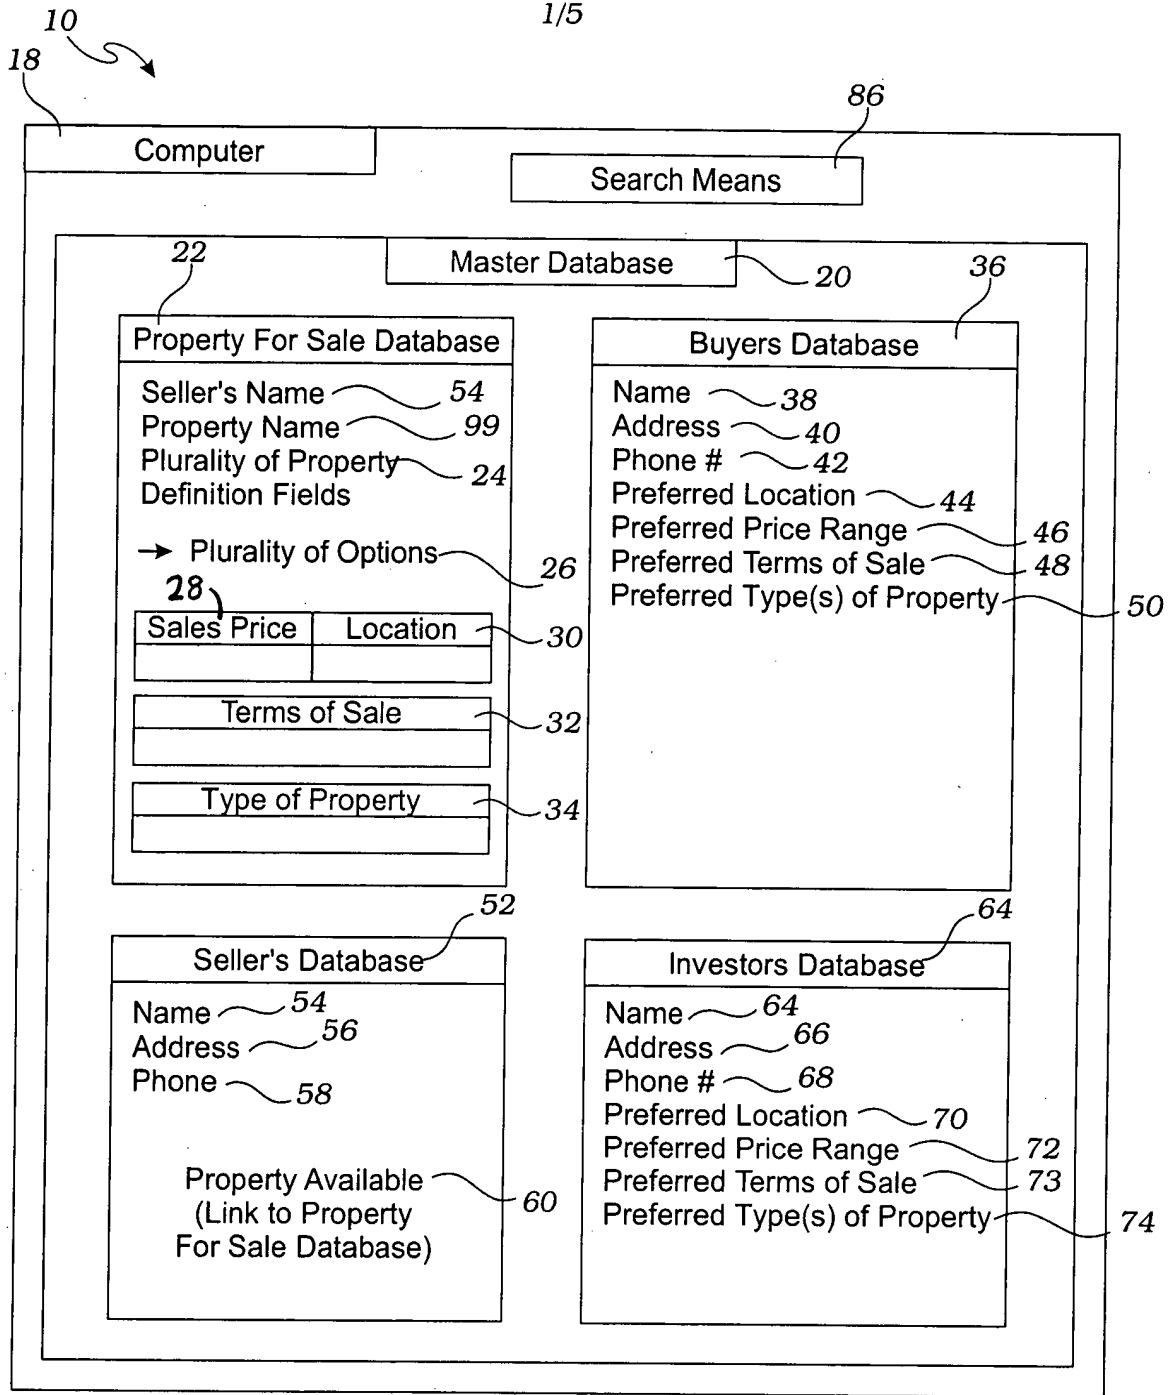 1/5
10
18
86
Computer
Search Means
22
Master Database
20
36
Property For Sale Database
Seller's Name 54
Property Name 99
Plurality of Property 24
Definition Fields
→ Plurality of Options 26
28
Sales Price Location 30
Terms of Sale 32
Type of Property 34
Buyers Database
Name 38
Address 40
Phone # 42
Preferred Location 44
Preferred Price Range 46
Preferred Terms of Sale 48
Preferred Type(s) of Property 50
52
Seller's Database
Name 54
Address 56
Phone 58
Property Available 60
(Link to Property
For Sale Database)
64
Investors Database
Name 64
Address 66
Phone # 68
Preferred Location 70
Preferred Price Range 72
Preferred Terms of Sale 73
Preferred Type(s) of Property 74